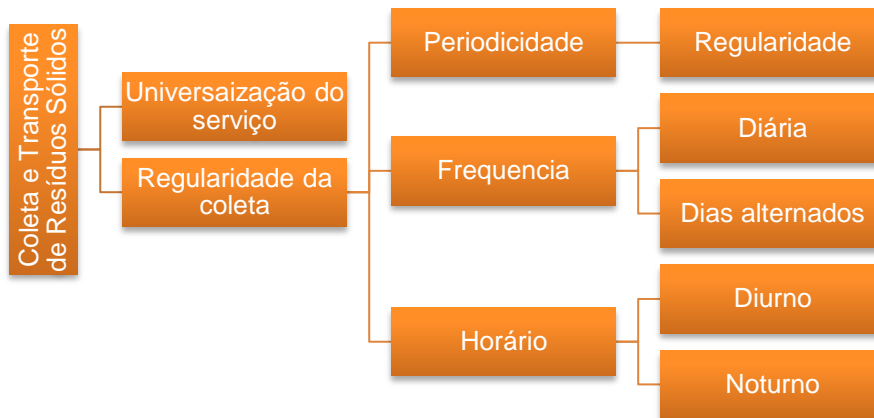 Coleta e Transporte
de Resíduos Sólidos
Universaização do
serviço
Regularidade da
coleta
Periodicidade
Regularidade
Frequencia
Diária
Dias alternados
Horário
Diurno
Noturno